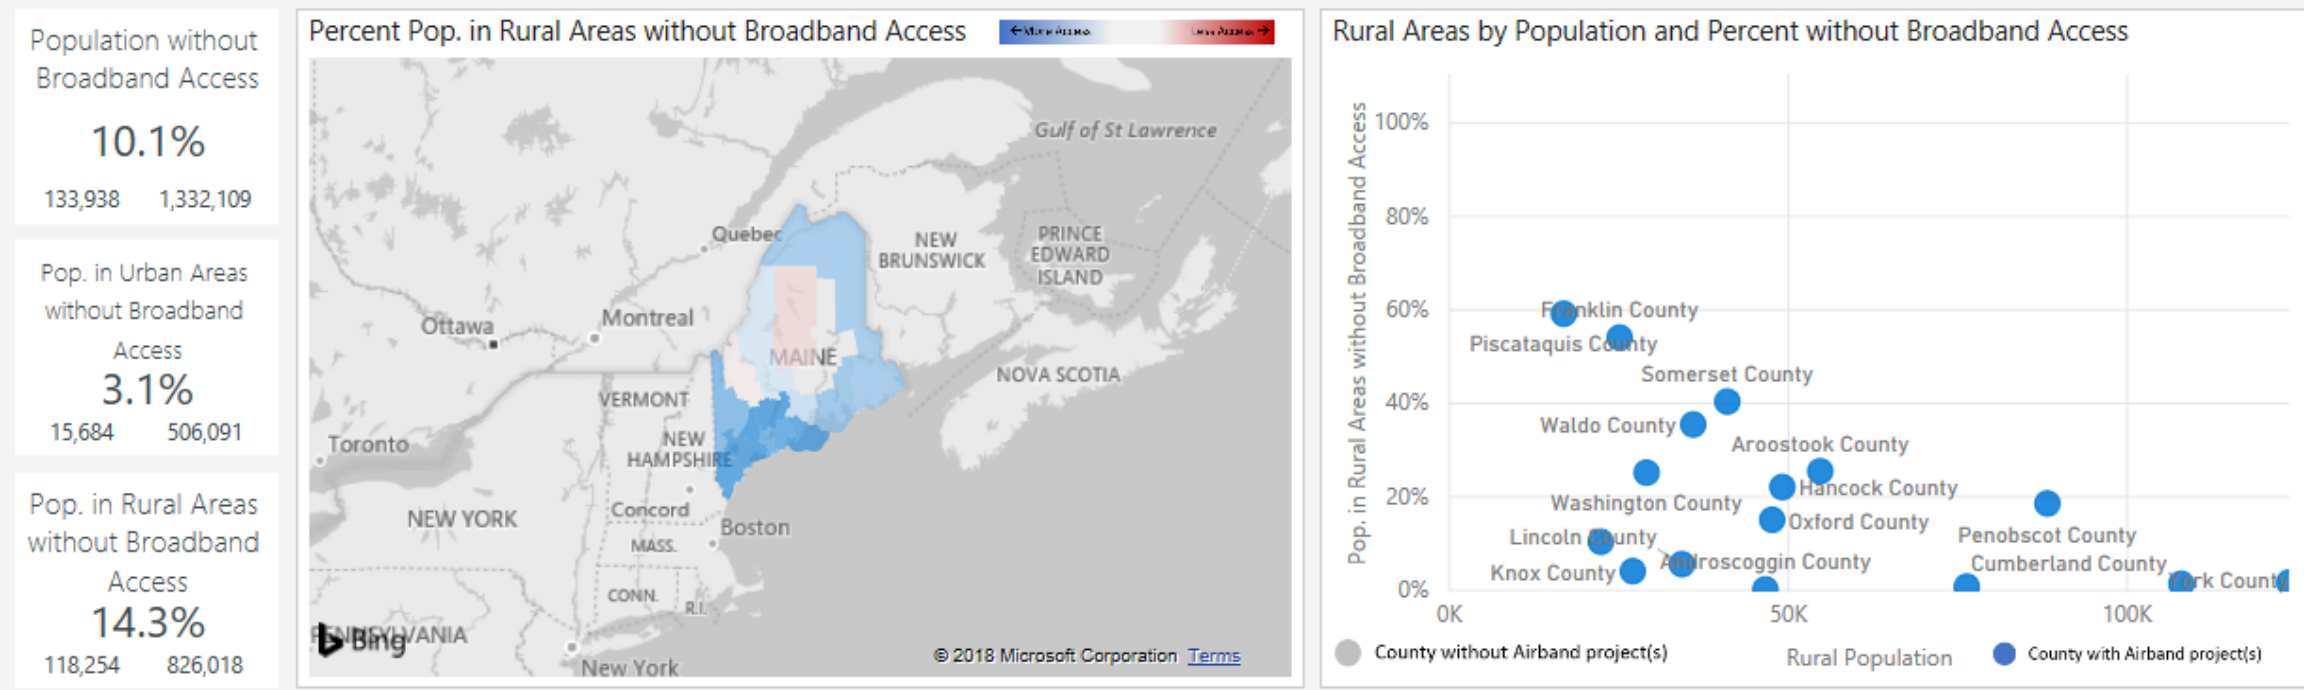 Population without
Broadband Access
10.1%
133,938 1,332,109
Pop. in Urban Areas
without Broadband
Access
3.1%
15,684 506,091
Pop. in Rural Areas
without Broadband
Access
14.3%
118,254 826,018
Percent Pop. in Rural Areas without Broadband Access
←More Access
Less Access→
Gulf of St Lawrence
Quebec
NEW
BRUNSWICK
PRINCE
EDWARD
ISLAND
Ottawa
Montreal
MAINE
NOVA SCOTIA
VERMONT
Toronto
NEW
HAMPSHIRE
Concord
NEW YORK
Boston
MASS.
CONN.
R.I.
PENNSYLVANIA
Bing
New York
© 2018 Microsoft Corporation Terms
Rural Areas by Population and Percent without Broadband Access
Pop. in Rural Areas without Broadband Access
100%
80%
60%
40%
20%
0%
Franklin County
Piscataquis County
Somerset County
Waldo County
Aroostook County
Washington County
Hancock County
Oxford County
Lincoln County
Penobscot County
Knox County
Androscoggin County
Cumberland County
York County
0K
50K
100K
County without Airband project(s)
Rural Population
County with Airband project(s)